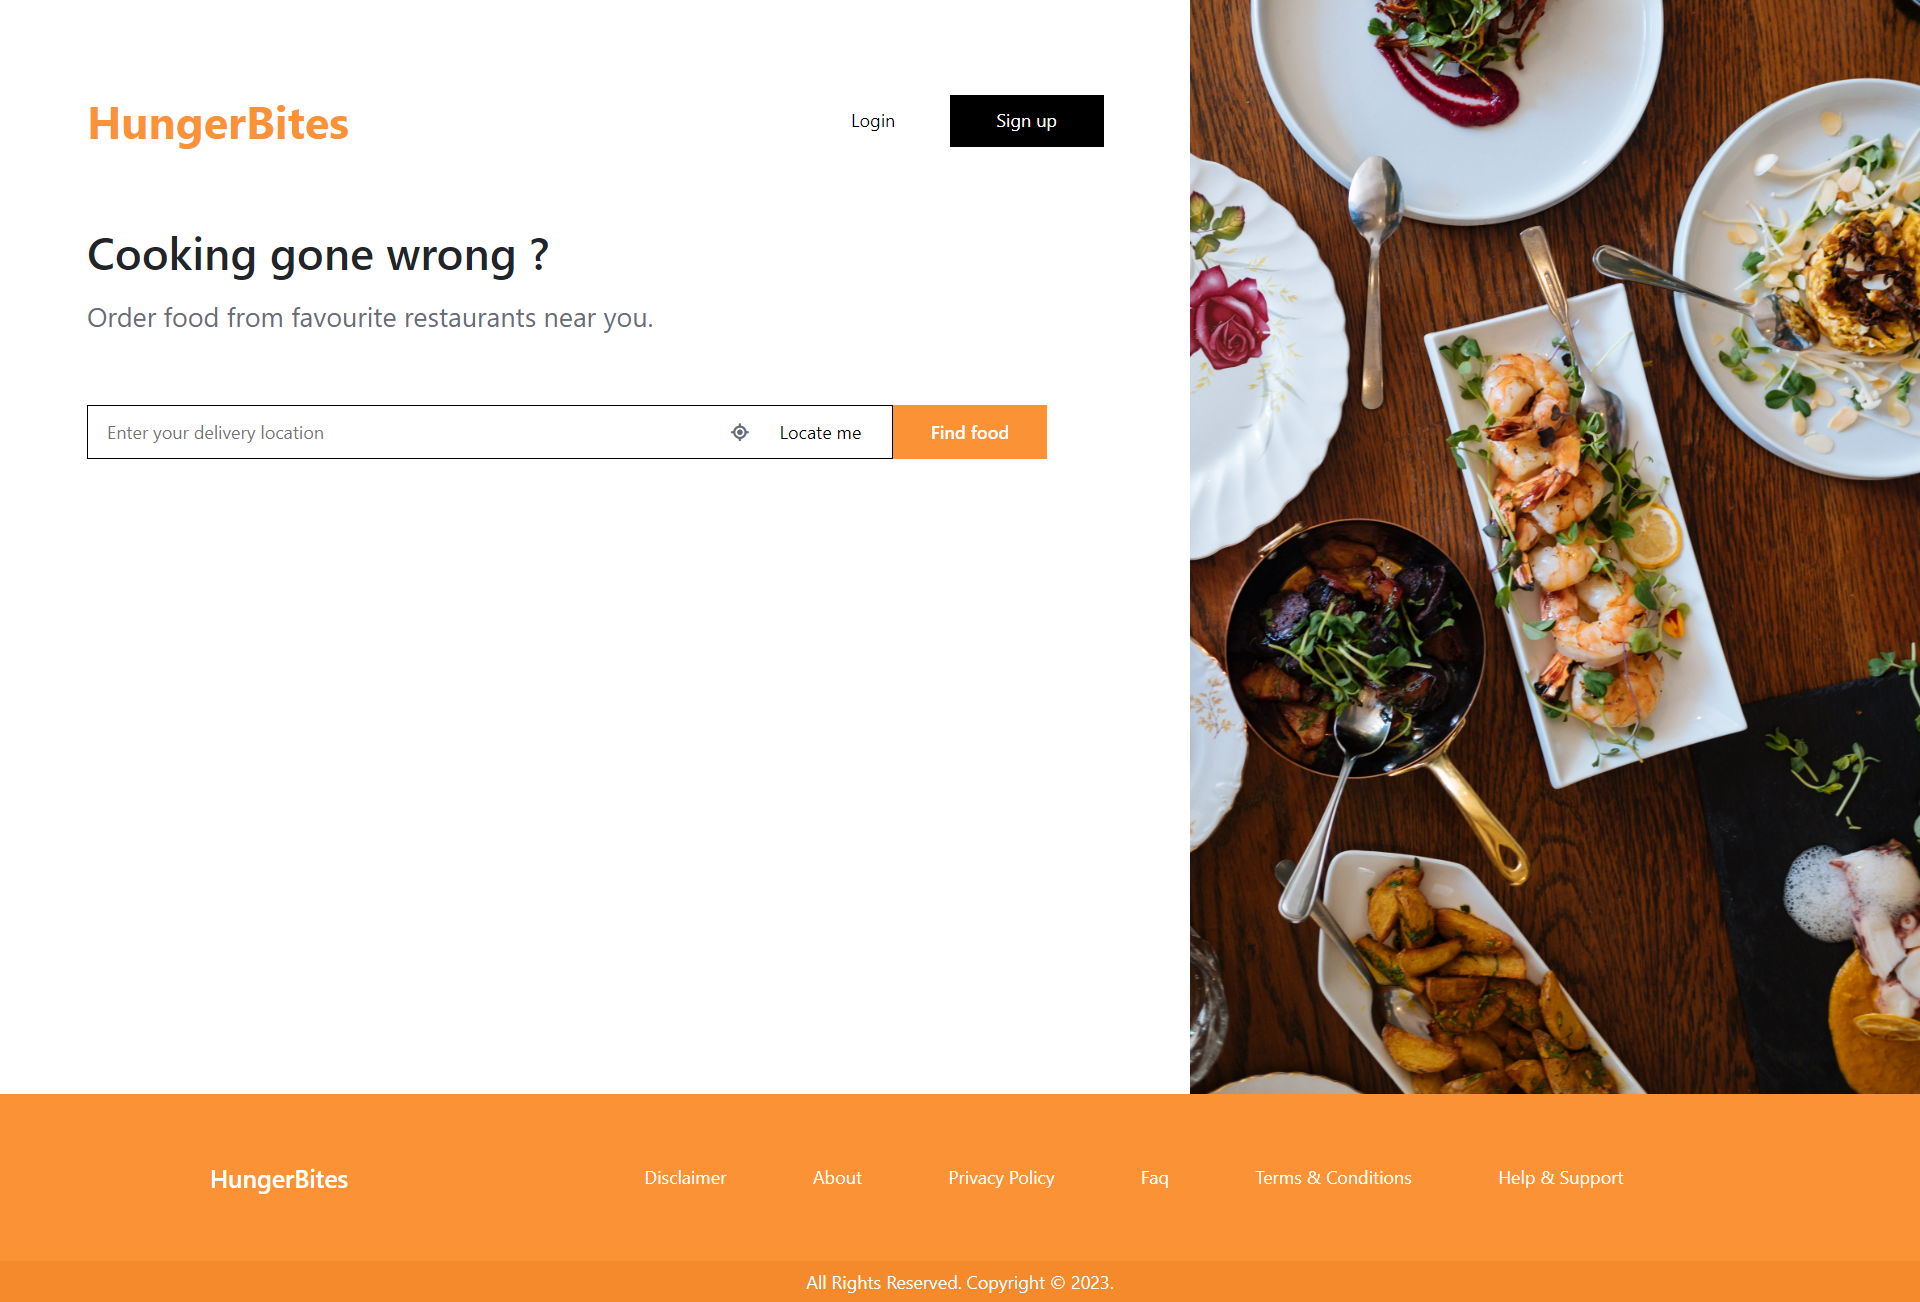 HungerBites
Login
Sign up
Cooking gone wrong ?
Order food from favourite restaurants near you.
Enter your delivery location
Locate me
Find food
HungerBites
Disclaimer
About
Privacy Policy
Faq
Terms & Conditions
Help & Support
All Rights Reserved. Copyright © 2023.